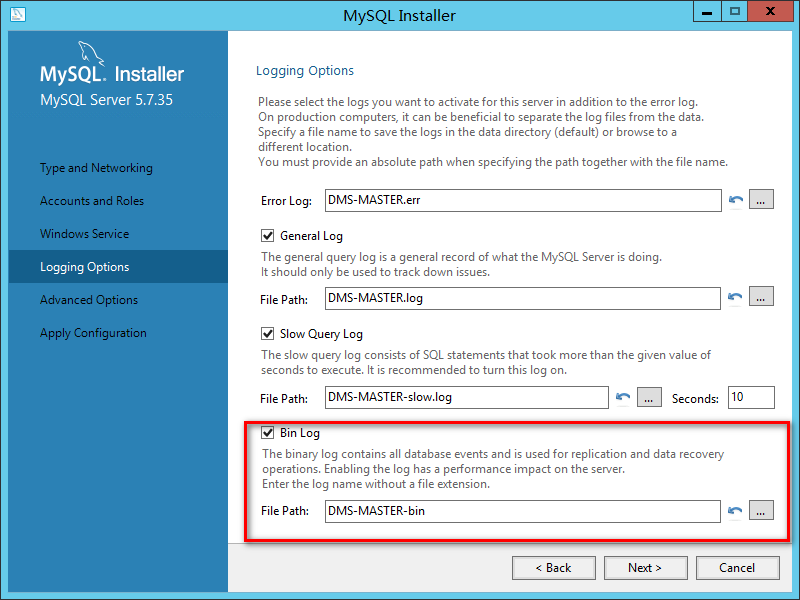 MySQL Installer
MySQL. Installer
MySQL Server 5.7.35
Type and Networking
Accounts and Roles
Windows Service
Logging Options
Advanced Options
Apply Configuration
Logging Options
Please select the logs you want to activate for this server in addition to the error log.
On production computers, it can be beneficial to separate the log files from the data.
Specify a file name to save the logs in the data directory (default) or browse to a
different location.
You must provide an absolute path when specifying the path together with the file name.
Error Log: DMS-MASTER.err ...
General Log
The general query log is a general record of what the MySQL Server is doing.
It should only be used to track down issues.
File Path: DMS-MASTER.log ...
Slow Query Log
The slow query log consists of SQL statements that took more than the given value of
seconds to execute. It is recommended to turn this log on.
File Path: DMS-MASTER-slow.log ... Seconds: 10
Bin Log
The binary log contains all database events and is used for replication and data recovery
operations. Enabling the log has a performance impact on the server.
Enter the log name without a file extension.
File Path: DMS-MASTER-bin ...
< Back Next > Cancel